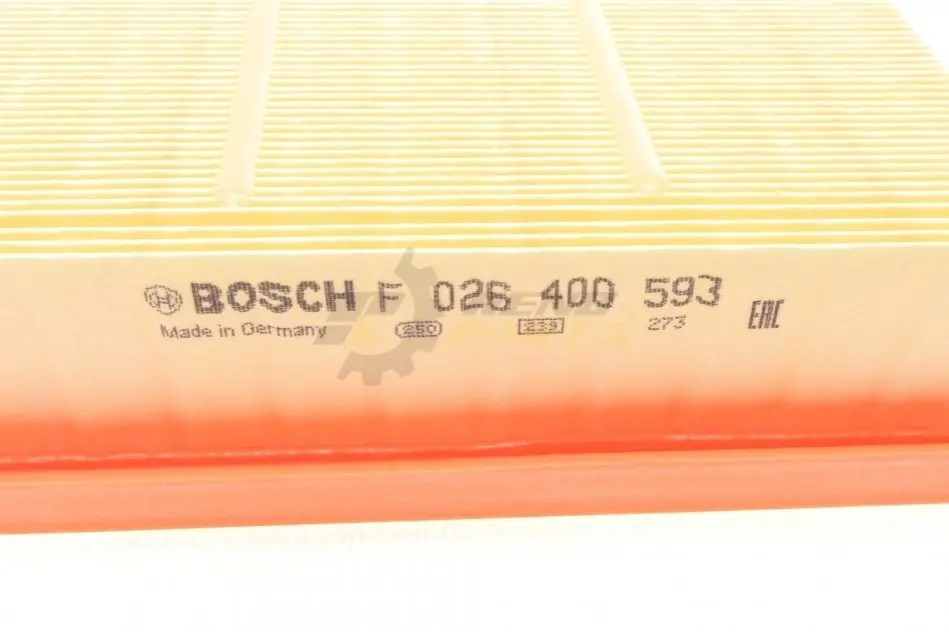 BOSCH F 026 400 593
Made in Germany 250 239 273 EAC